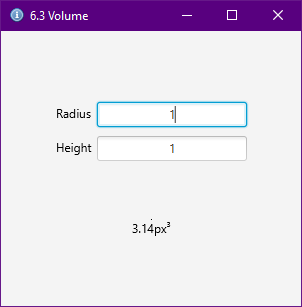 6.3 Volume
Radius 1
Height 1
3.14px³